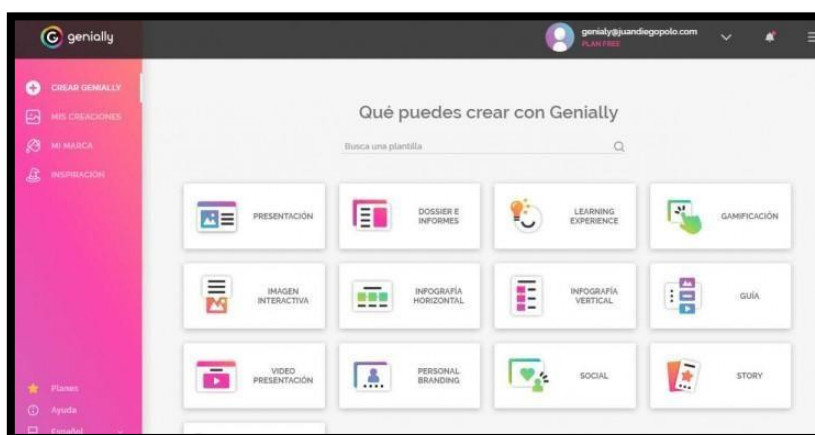 genially
genialy@juandiegopolo.com
PLAN FREE
CREAR GENIALLY
MIS CREACIONES
MI MARCA
INSPIRACIÓN
Qué puedes crear con Genially
Busca una plantilla
PRESENTACIÓN
DOSSIER E
INFORMES
LEARNING
EXPERIENCE
GAMIFICACIÓN
IMAGEN
INTERACTIVA
INFOGRAFÍA
HORIZONTAL
INFOGRAFÍA
VERTICAL
GUÍA
VIDEO
PRESENTACIÓN
PERSONAL
BRANDING
SOCIAL
STORY
Planes
Ayuda
Español